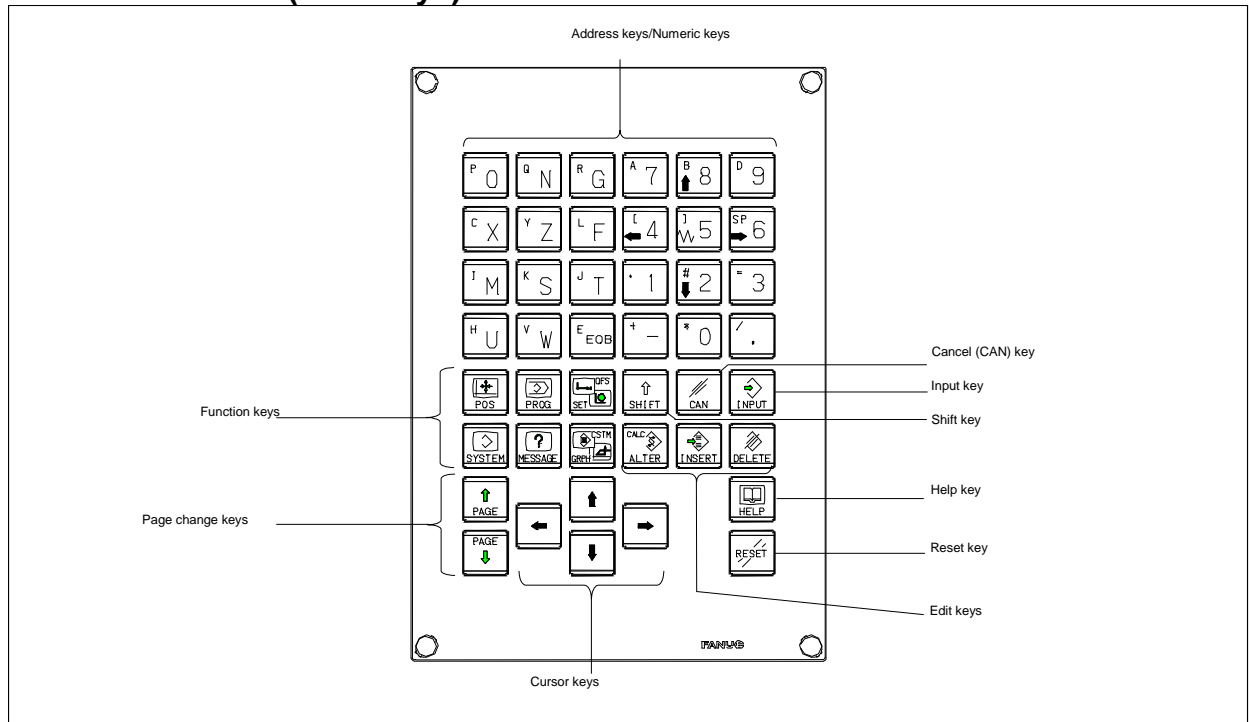 Address keys/Numeric keys
P O Q N R G A 7 B 8 D 9
C X Y Z L F [ 4 ] 5 SP 6
I M K S J T , 1 # 2 = 3
H U V W E EOB + - * 0 / .
Cancel (CAN) key
Input key
Shift key
Function keys
POS PROG OFS SET SHIFT CAN INPUT
SYSTEM MESSAGE CSTM GRPH CALC ALTER INSERT DELETE
Page change keys
PAGE
PAGE
HELP
RESET
Help key
Reset key
Edit keys
FANUC
Cursor keys